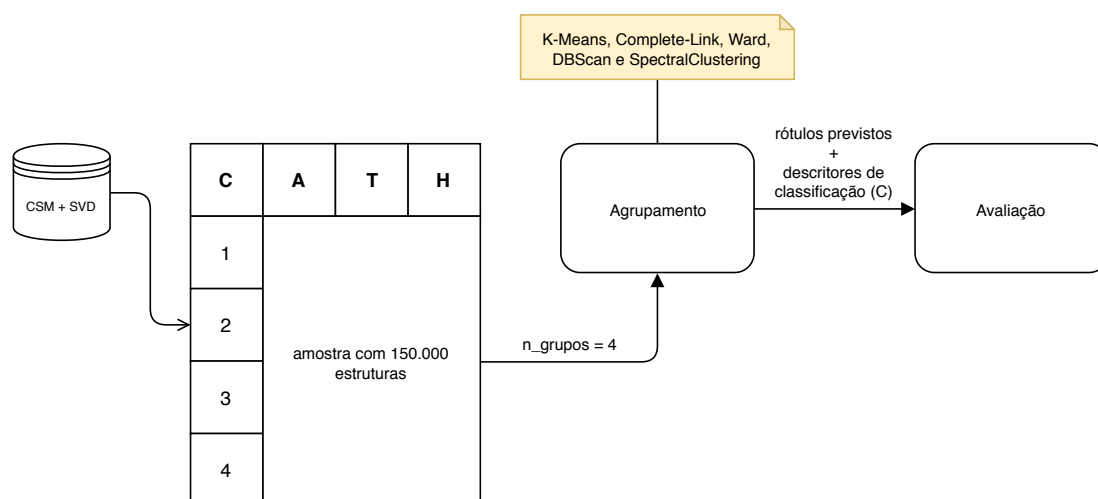 K-Means, Complete-Link, Ward,
DBScan e SpectralClustering
CSM + SVD
C A T H
1
2
3
4
amostra com 150.000
estruturas
n_grupos = 4
Agrupamento
rótulos previstos
+
descritores de
classificação (C)
Avaliação